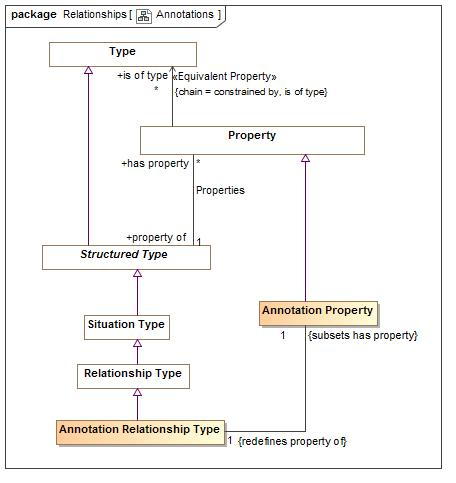 package Relationships [ Annotations ]
Type
+is of type «Equivalent Property»
* {chain = constrained by, is of type}
Property
+has property *
Properties
+property of
1
Structured Type
Annotation Property
Situation Type
1 {subsets has property}
Relationship Type
Annotation Relationship Type
1 {redefines property of}